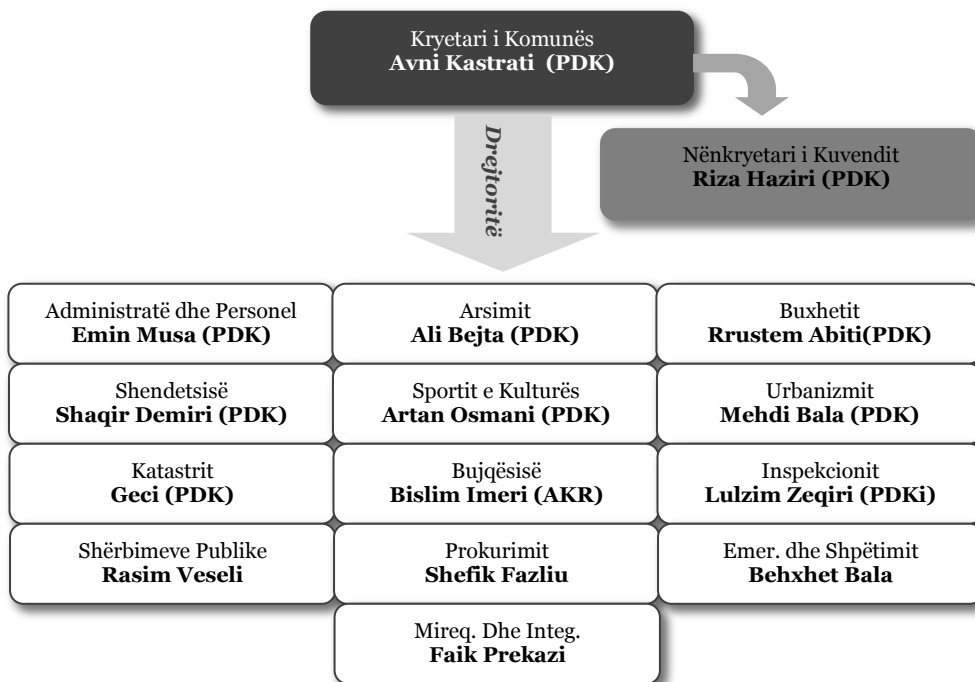 Kryetari i Komunës
Avni Kastrati (PDK)
Drejtoritë
Nënkryetari i Kuvendit
Riza Haziri (PDK)
Administratë dhe Personel
Emin Musa (PDK)
Arsimit
Ali Bejta (PDK)
Buxhetit
Rrustem Abiti(PDK)
Shendetsisë
Shaqir Demiri (PDK)
Sportit e Kulturës
Artan Osmani (PDK)
Urbanizmit
Mehdi Bala (PDK)
Katastrit
Geci (PDK)
Bujqësisë
Bislim Imeri (AKR)
Inspekcionit
Lulzim Zeqiri (PDKi)
Shërbimeve Publike
Rasim Veseli
Prokurimit
Shefik Fazliu
Emer. dhe Shpëtimit
Behxhet Bala
Mireq. Dhe Integ.
Faik Prekazi